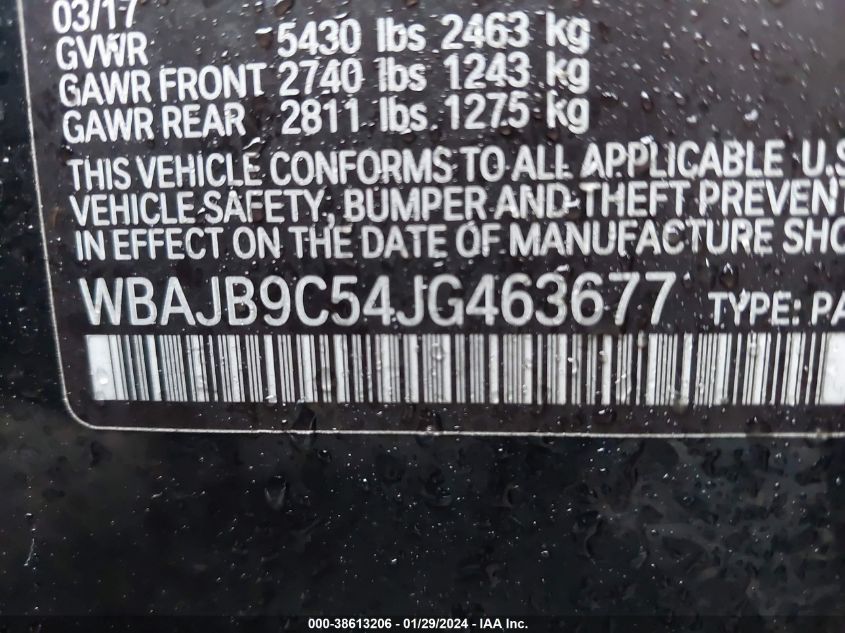 03/17
GVWR 5430 lbs 2463 kg
GAWR FRONT 2740 lbs 1243 kg
GAWR REAR 2811 lbs 1275 kg
THIS VEHICLE CONFORMS TO ALL APPLICABLE U.S
VEHICLE SAFETY, BUMPER AND THEFT PREVENT
IN EFFECT ON THE DATE OF MANUFACTURE SHO
WBAJB9C54JG463677 TYPE: PA
000-38613206 - 01/29/2024 - IAA Inc.